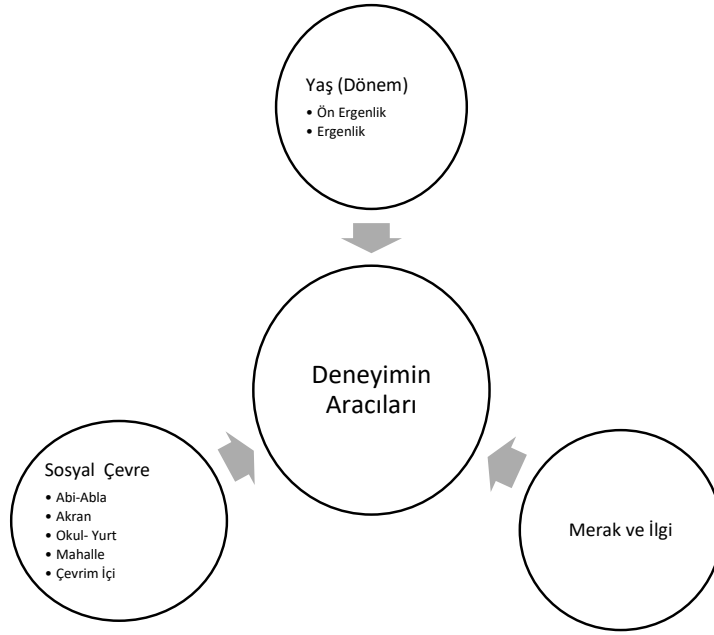 Yaş (Dönem)
• Ön Ergenlik
• Ergenlik
Deneyimin
Aracıları
Sosyal Çevre
• Abi-Abla
• Akran
• Okul- Yurt
• Mahalle
• Çevrim İçi
Merak ve İlgi